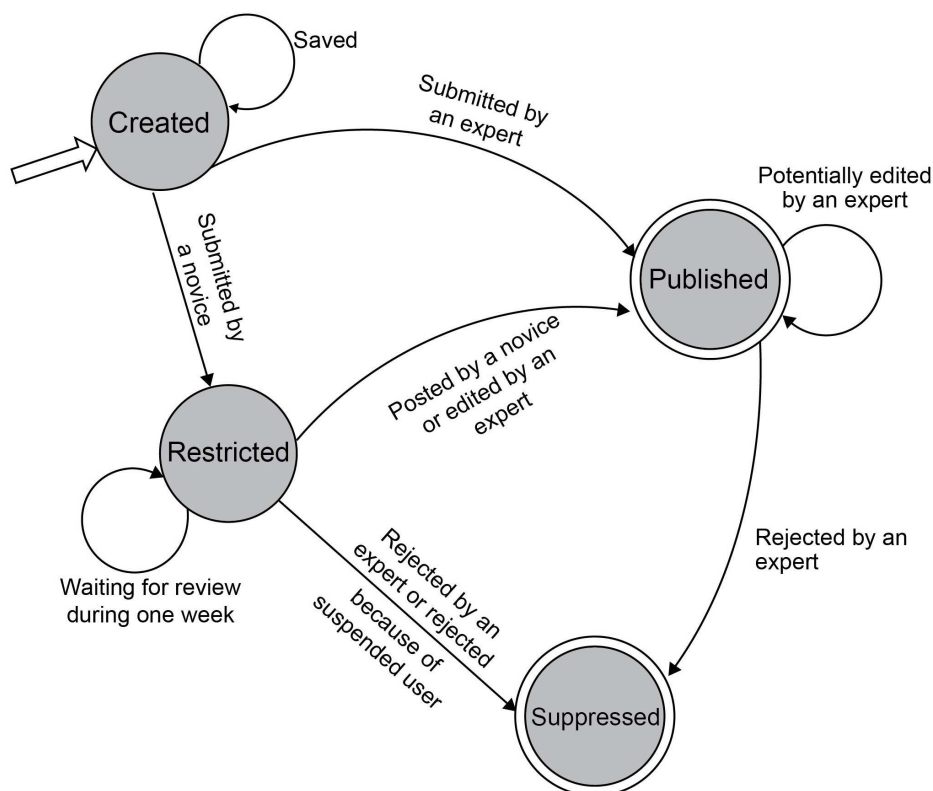 Saved
Created
Submitted by
an expert
Potentially edited
by an expert
Published
Submitted by
a novice
Posted by a novice
or edited by an
expert
Restricted
Waiting for review
during one week
Rejected by an
expert or rejected
because of
suspended user
Rejected by an
expert
Suppressed